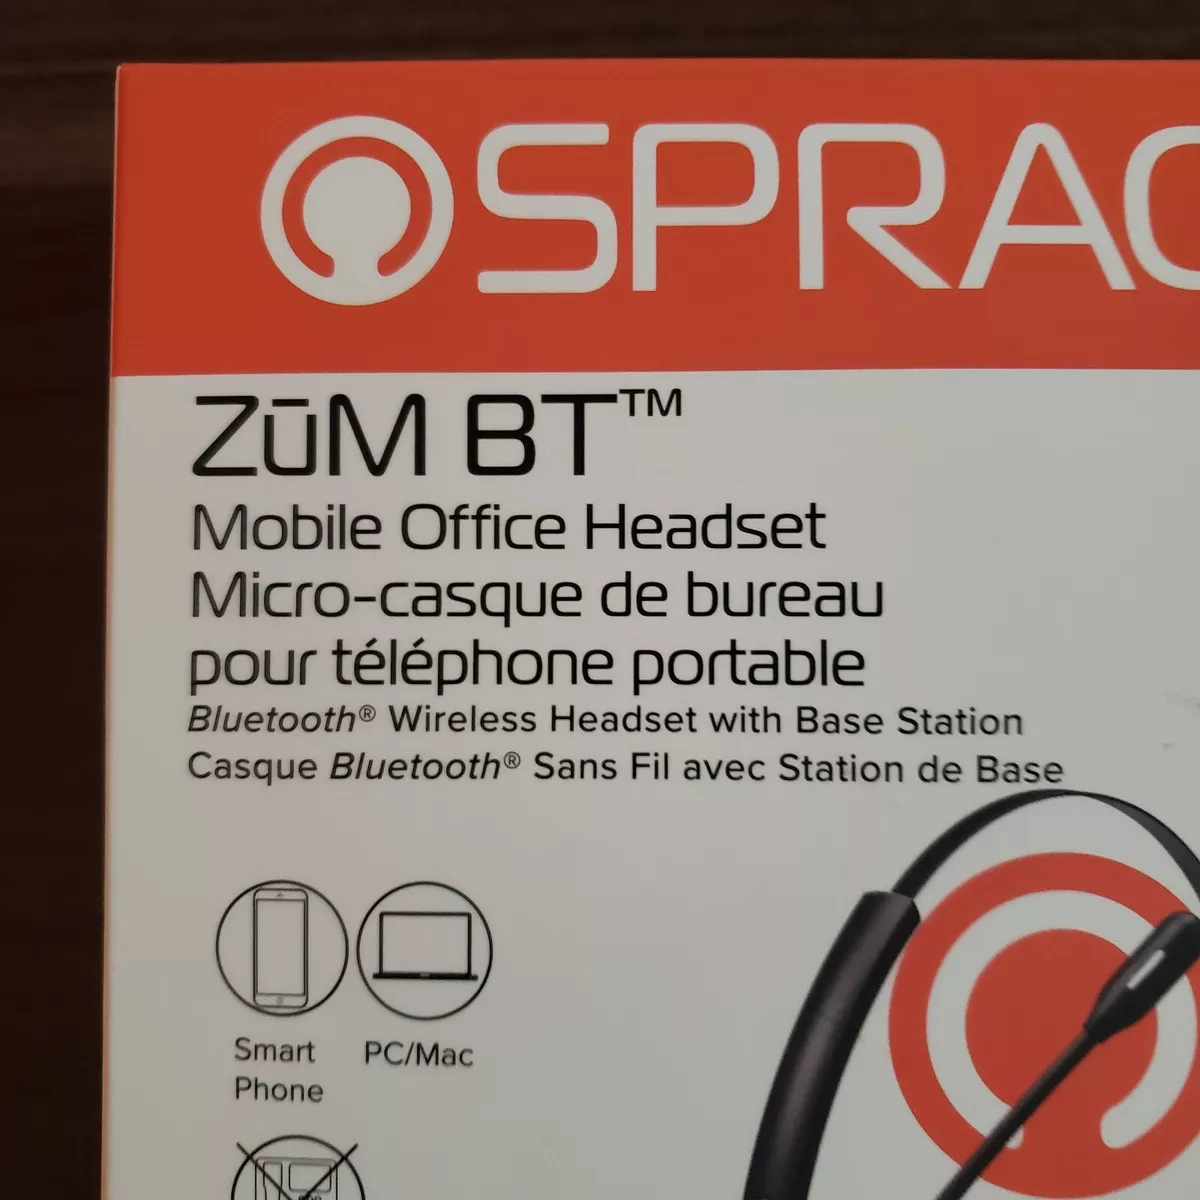 SPRAC
ZūM BT™
Mobile Office Headset
Micro-casque de bureau
pour téléphone portable
Bluetooth® Wireless Headset with Base Station
Casque Bluetooth® Sans Fil avec Station de Base
Smart
Phone
PC/Mac